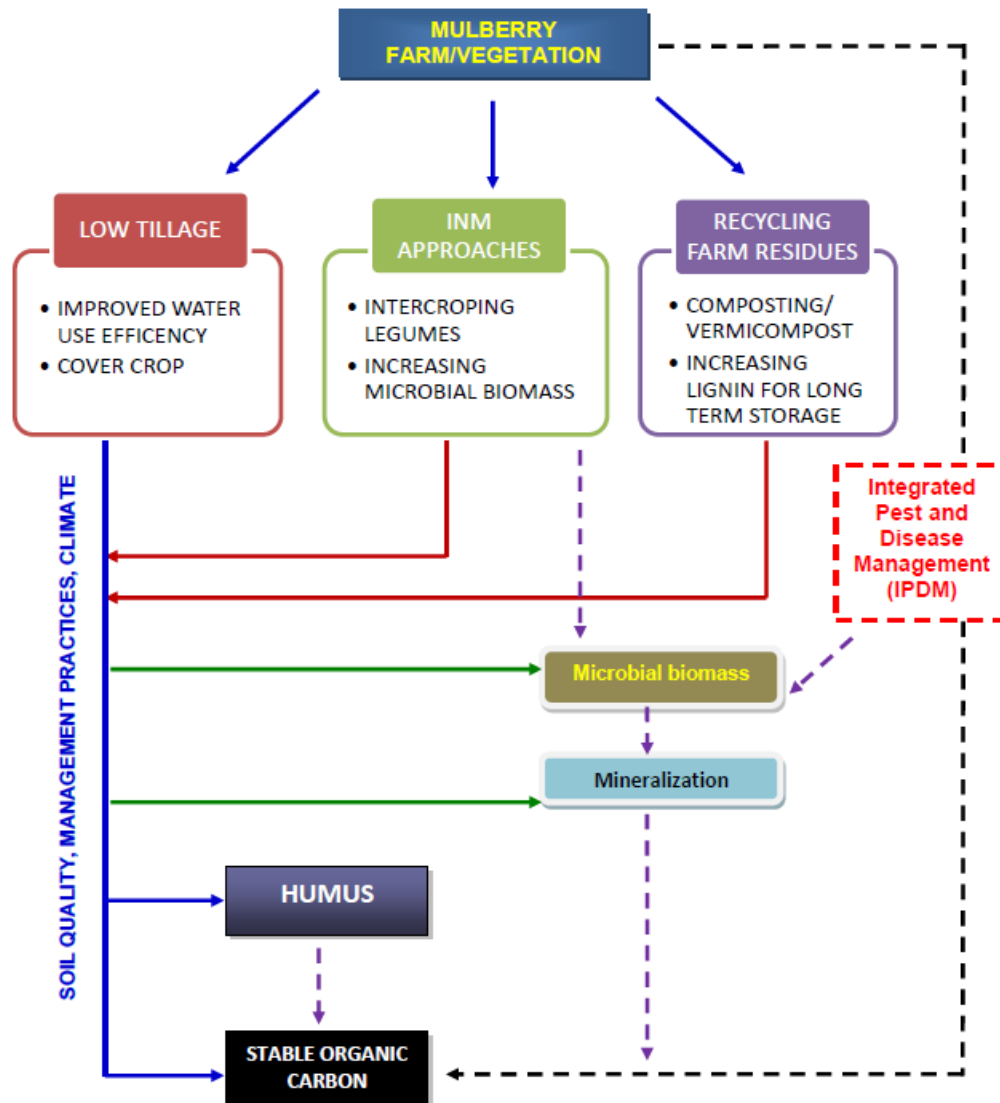 MULBERRY
FARM/VEGETATION
LOW TILLAGE
• IMPROVED WATER
USE EFFICENCY
• COVER CROP
INM
APPROACHES
• INTERCROPING
LEGUMES
• INCREASING
MICROBIAL BIOMASS
RECYCLING
FARM RESIDUES
• COMPOSTING/
VERMICOMPOST
• INCREASING
LIGNIN FOR LONG
TERM STORAGE
Integrated
Pest and
Disease
Management
(IPDM)
SOIL QUALITY, MANAGEMENT PRACTICES, CLIMATE
Microbial biomass
Mineralization
HUMUS
STABLE ORGANIC
CARBON